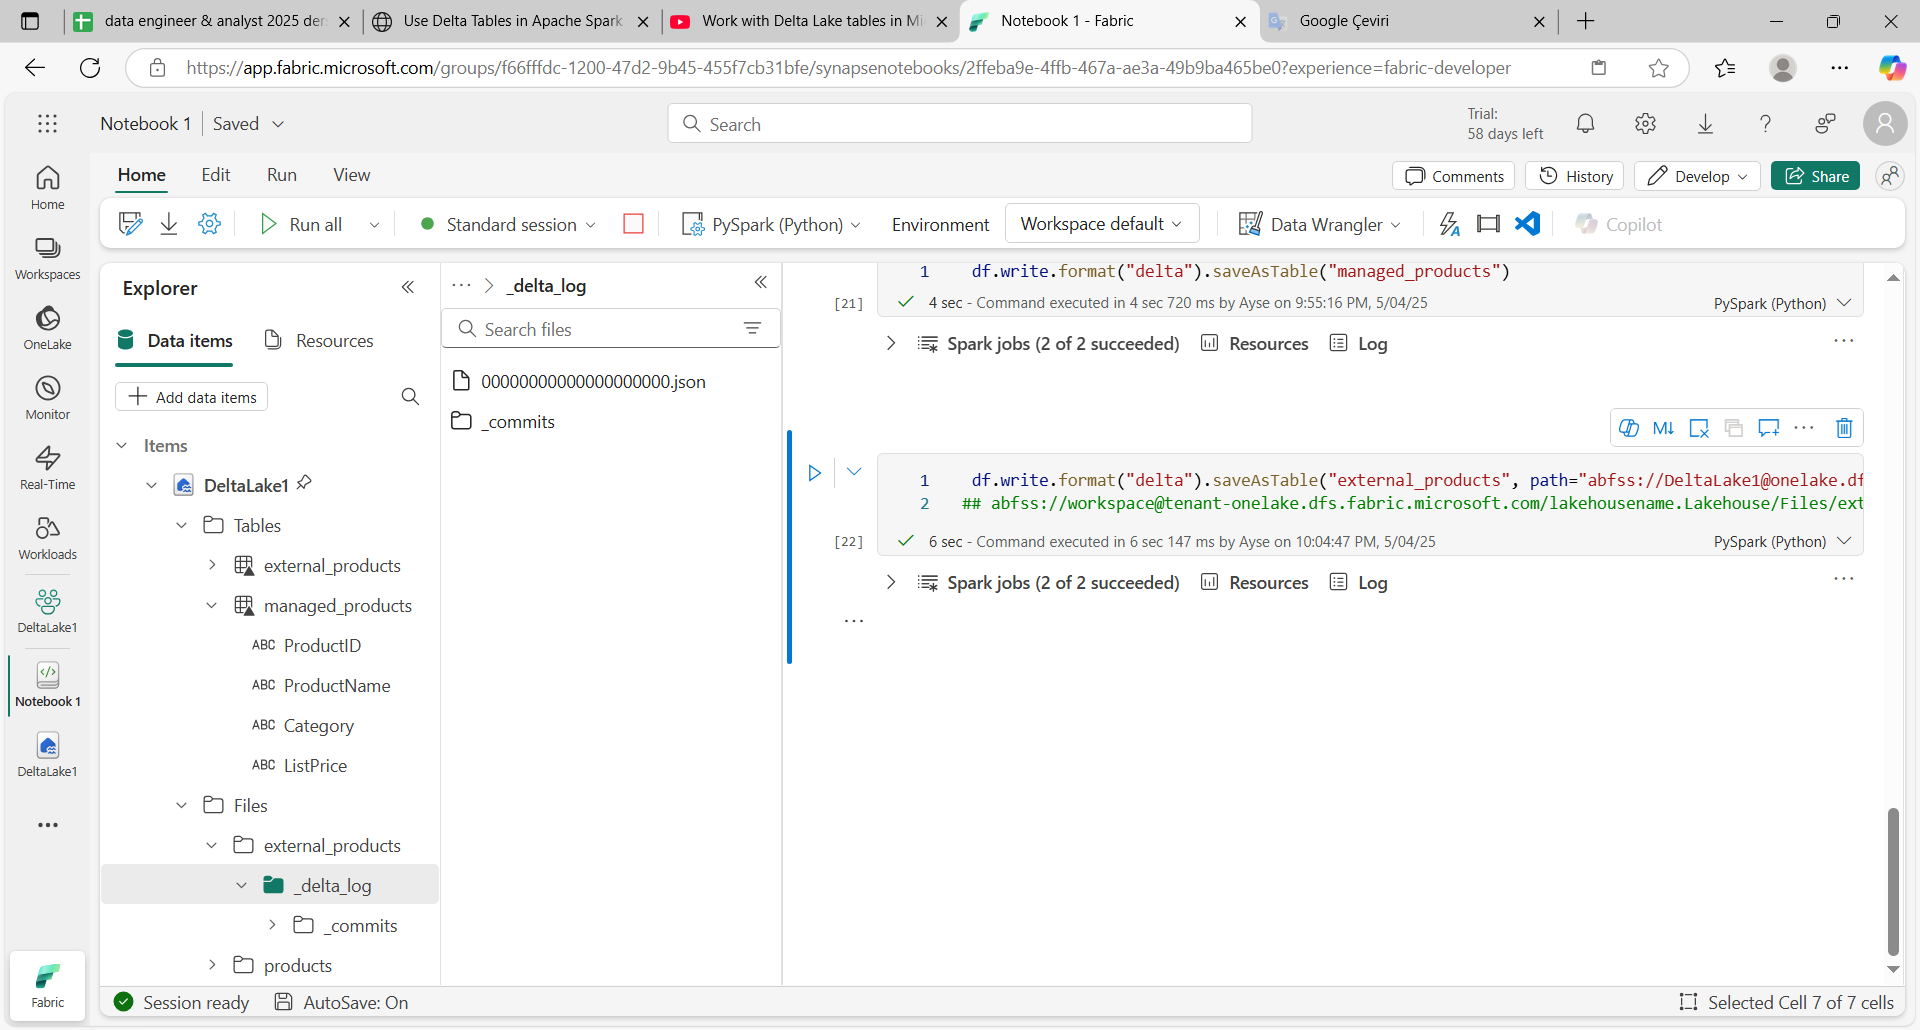 data engineer & analyst 2025 der
Use Delta Tables in Apache Spark
Work with Delta Lake tables in Mi
Notebook 1 - Fabric
Google Çeviri
https://app.fabric.microsoft.com/groups/f66fffdc-1200-47d2-9b45-455f7cb31bfe/synapsenotebooks/2ffeba9e-4ffb-467a-ae3a-49b9ba465be0?experience=fabric-developer
Notebook 1
Saved
Search
Trial:
58 days left
Home
Edit
Run
View
Comments
History
Develop
Share
Run all
Standard session
PySpark (Python)
Environment
Workspace default
Data Wrangler
Copilot
Home
Workspaces
OneLake
Monitor
Real-Time
Workloads
DeltaLake1
Notebook 1
DeltaLake1
Fabric
Explorer
Data items
Resources
Add data items
Items
DeltaLake1
Tables
external_products
managed_products
ABC ProductID
ABC ProductName
ABC Category
ABC ListPrice
Files
external_products
_delta_log
_commits
products
_delta_log
Search files
00000000000000000000.json
_commits
1 df.write.format("delta").saveAsTable("managed_products")
[21]
4 sec - Command executed in 4 sec 720 ms by Ayse on 9:55:16 PM, 5/04/25
PySpark (Python)
Spark jobs (2 of 2 succeeded)
Resources
Log
M↓
1 df.write.format("delta").saveAsTable("external_products", path="abfss://DeltaLake1@onelake.df
2 ## abfss://workspace@tenant-onelake.dfs.fabric.microsoft.com/lakehousename.Lakehouse/Files/ext
[22]
6 sec - Command executed in 6 sec 147 ms by Ayse on 10:04:47 PM, 5/04/25
PySpark (Python)
Spark jobs (2 of 2 succeeded)
Resources
Log
Session ready
AutoSave: On
Selected Cell 7 of 7 cells